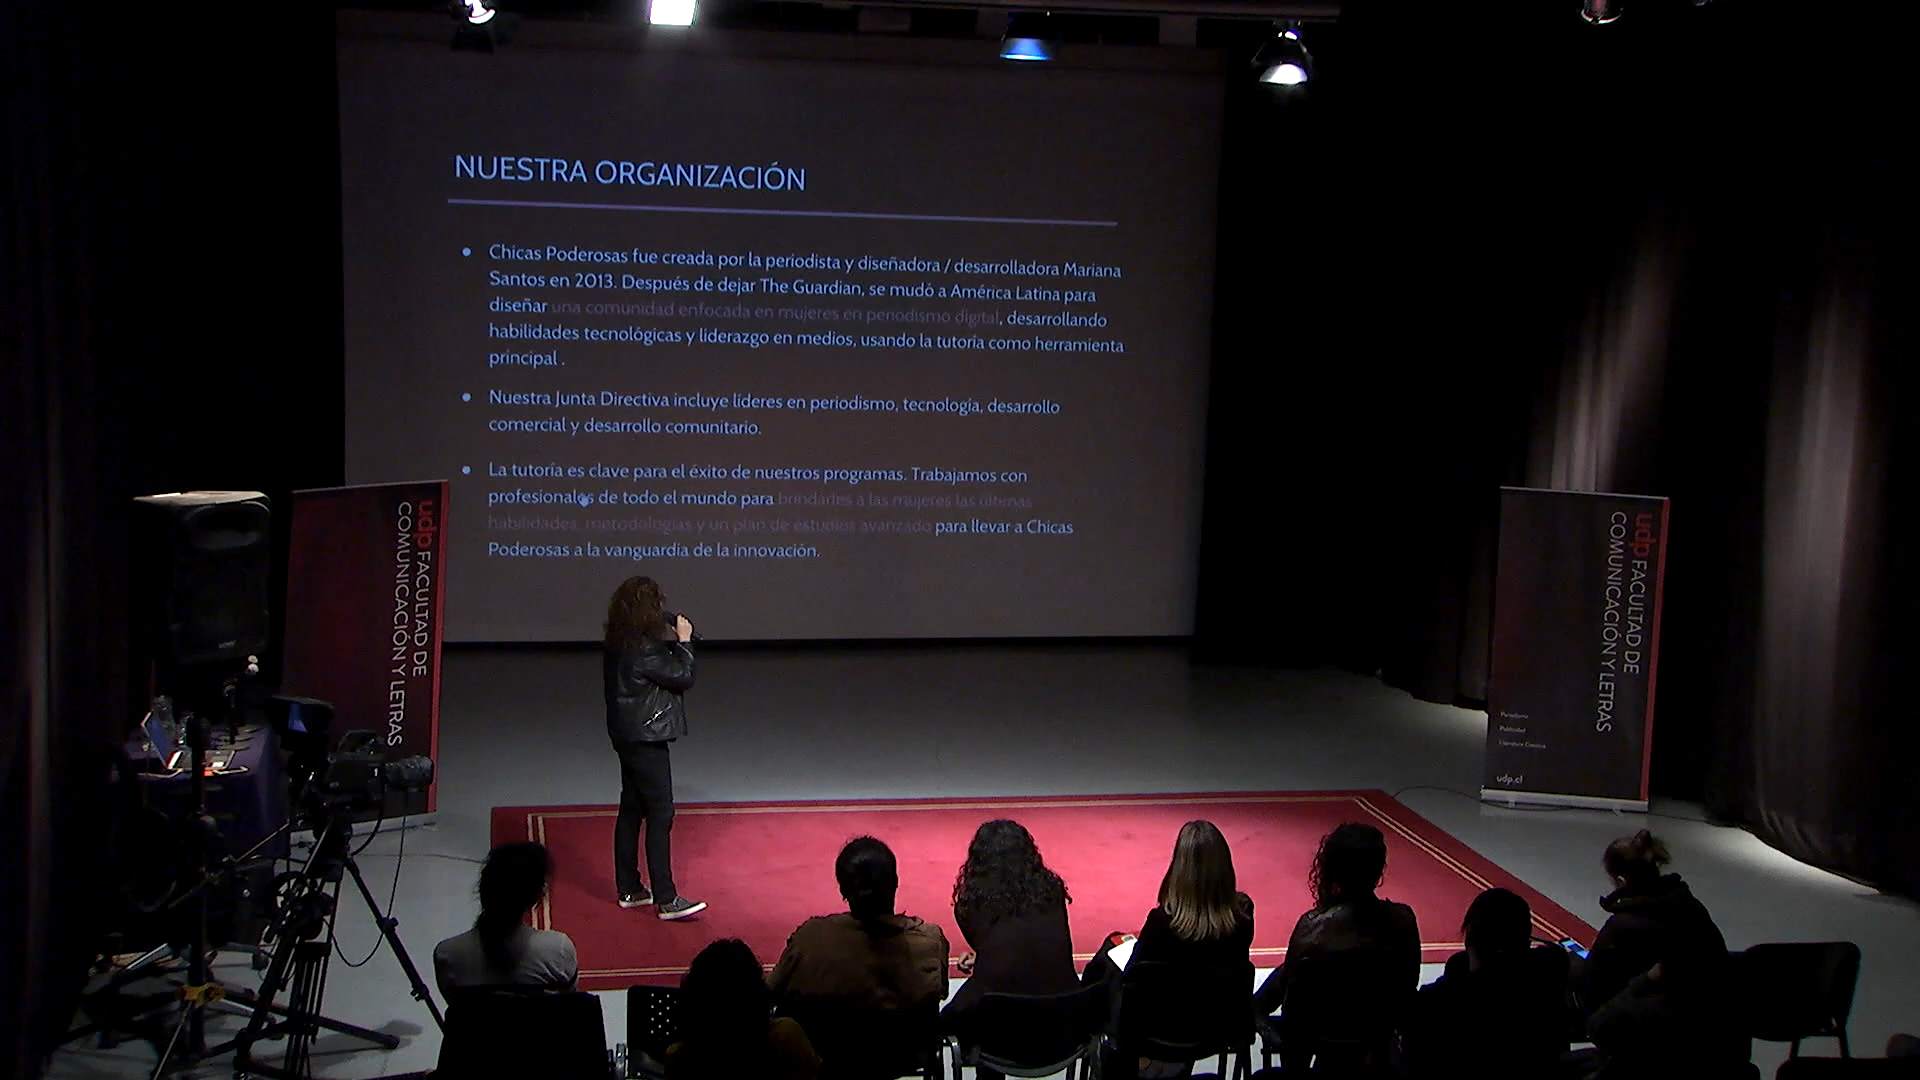 NUESTRA ORGANIZACIÓN
● Chicas Poderosas fue creada por la periodista y diseñadora / desarrolladora Mariana
Santos en 2013. Después de dejar The Guardian, se mudó a América Latina para
diseñar una comunidad enfocada en mujeres en periodismo digital, desarrollando
habilidades tecnológicas y liderazgo en medios, usando la tutoría como herramienta
principal .
● Nuestra Junta Directiva incluye líderes en periodismo, tecnología, desarrollo
comercial y desarrollo comunitario.
● La tutoría es clave para el éxito de nuestros programas. Trabajamos con
profesionales de todo el mundo para brindades a las mujeres las últimas
habilidades, metodologías y un plan de estudios avanzado para llevar a Chicas
Poderosas a la vanguardia de la innovación.
udp FACULTAD DE
COMUNICACIÓN Y LETRAS
udp FACULTAD DE
COMUNICACIÓN Y LETRAS
Periodismo
Publicidad
Literatura Creativa
udp.cl